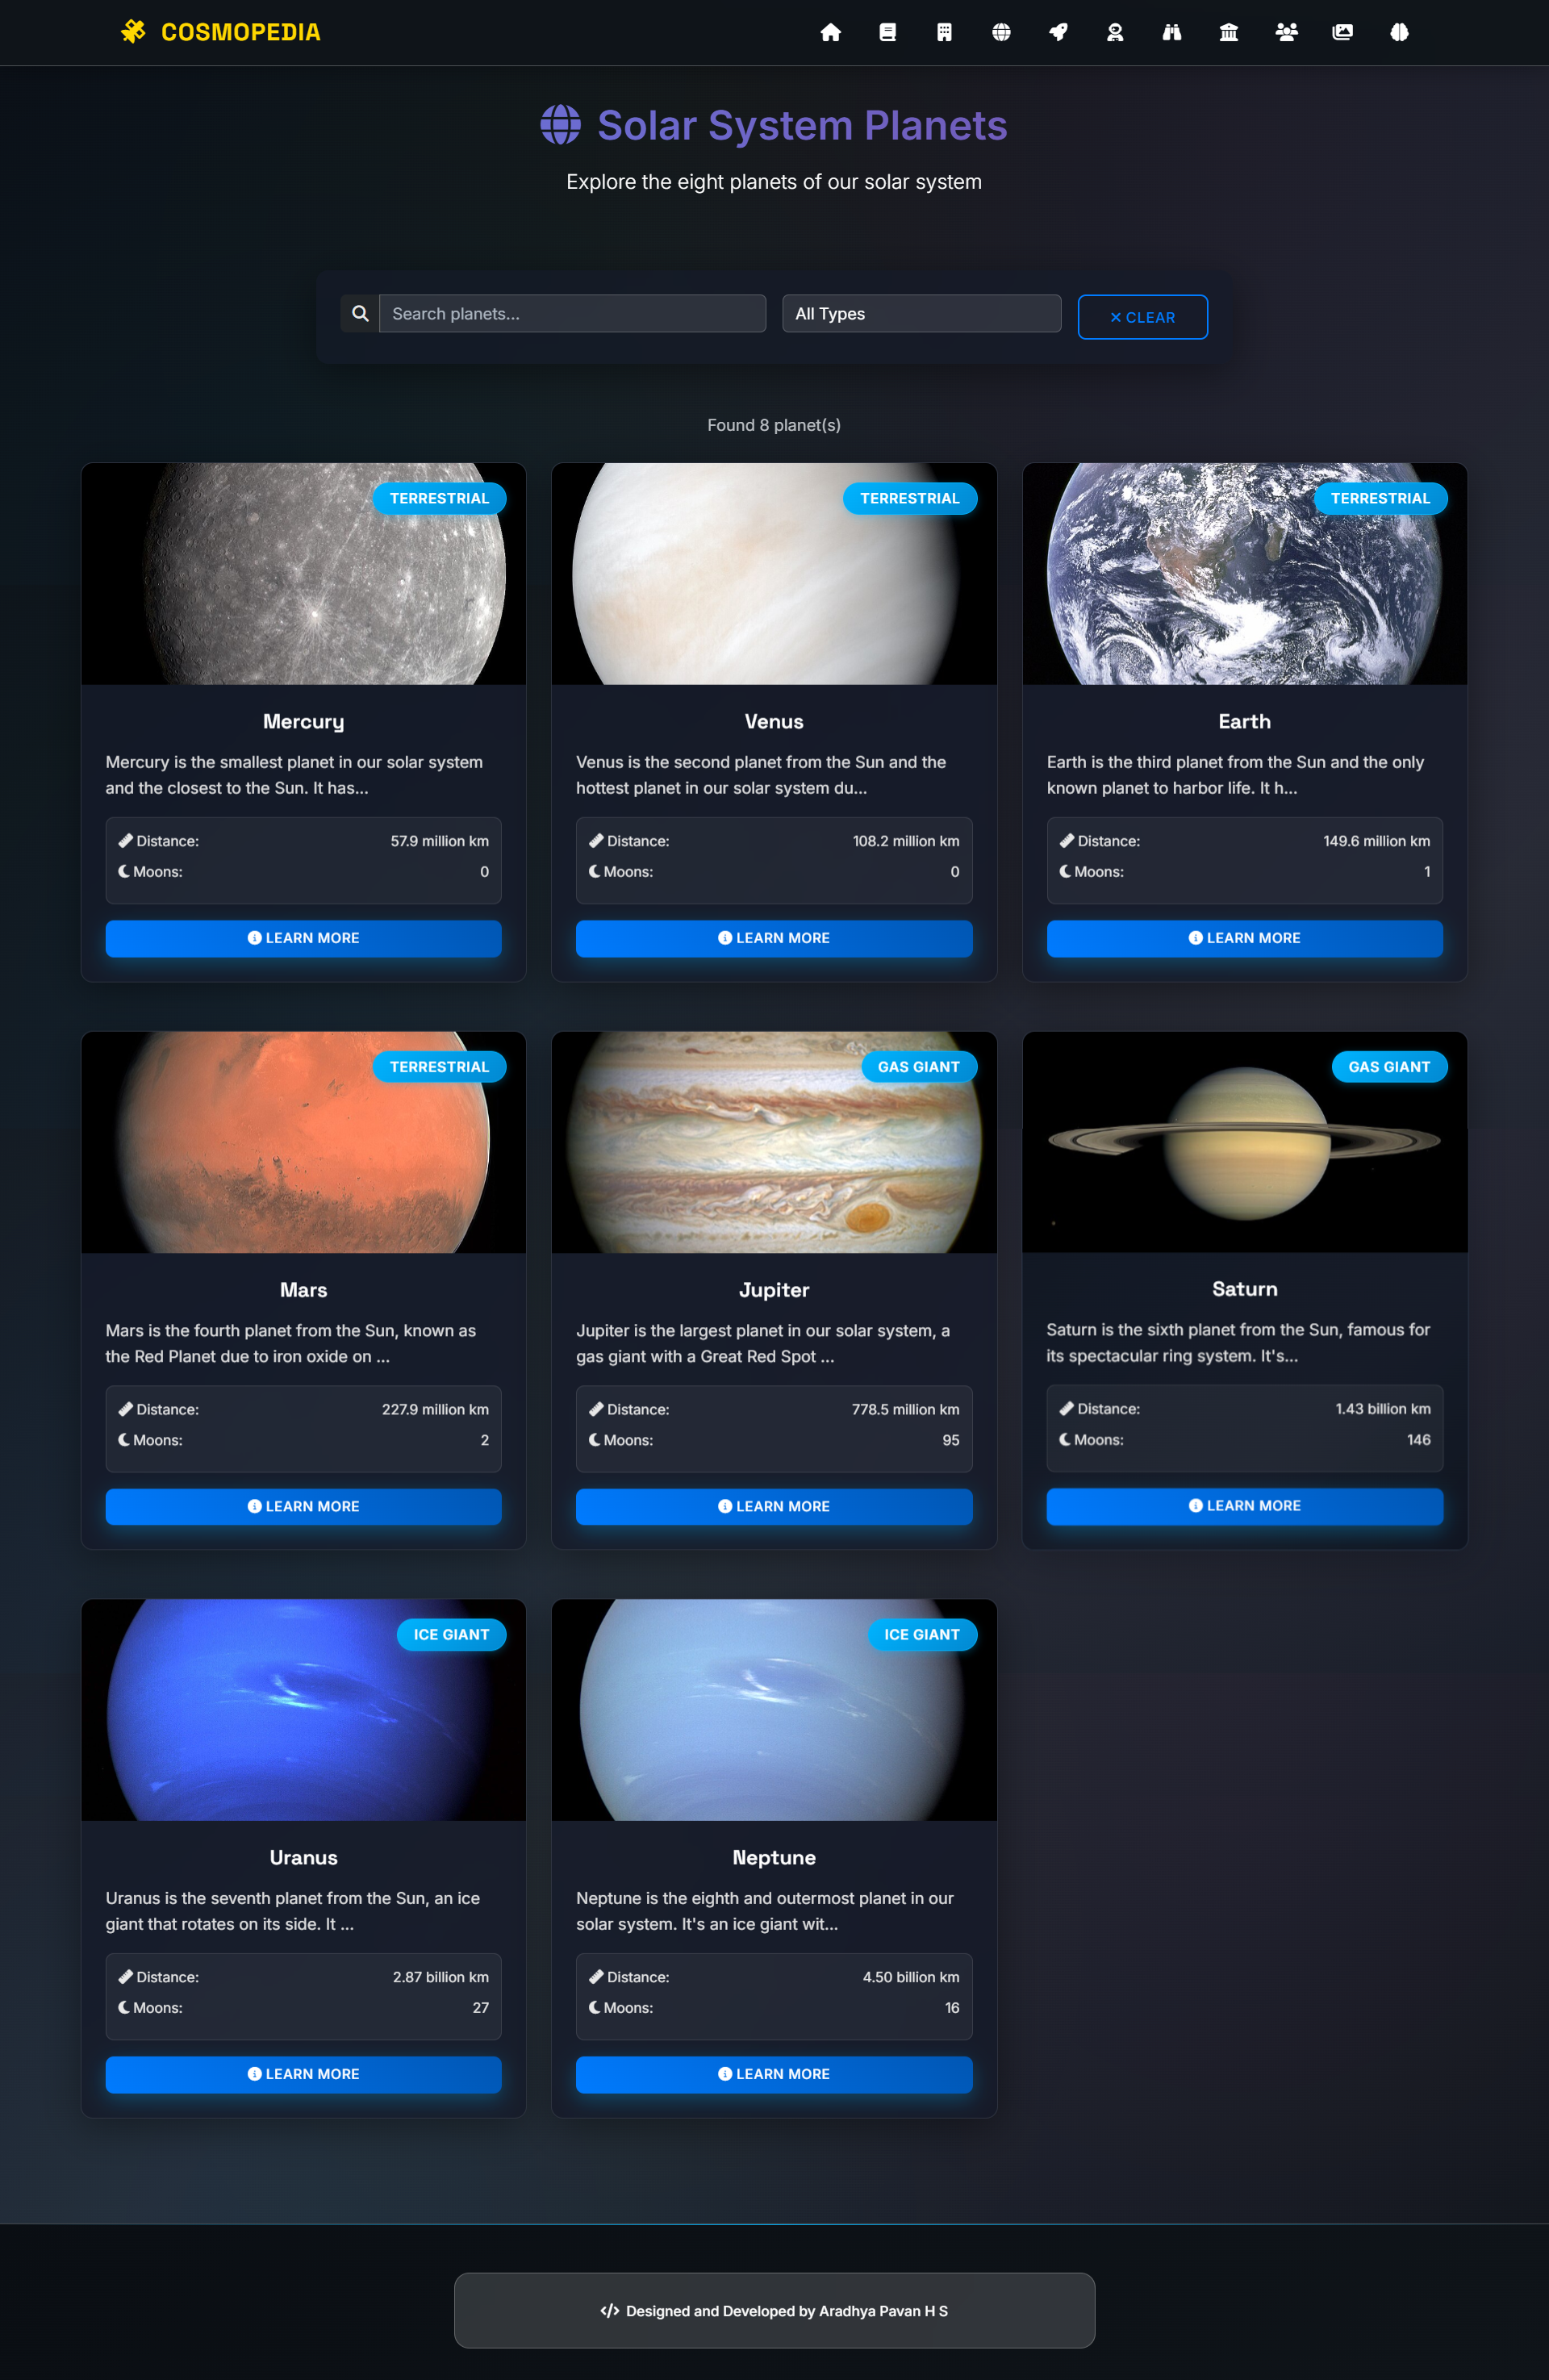 COSMOPEDIA
Solar System Planets
Explore the eight planets of our solar system
Search planets...
All Types
CLEAR
Found 8 planet(s)
TERRESTRIAL
Mercury
Mercury is the smallest planet in our solar system
and the closest to the Sun. It has...
Distance: 57.9 million km
Moons: 0
LEARN MORE
TERRESTRIAL
Venus
Venus is the second planet from the Sun and the
hottest planet in our solar system du...
Distance: 108.2 million km
Moons: 0
LEARN MORE
TERRESTRIAL
Earth
Earth is the third planet from the Sun and the only
known planet to harbor life. It h...
Distance: 149.6 million km
Moons: 1
LEARN MORE
TERRESTRIAL
Mars
Mars is the fourth planet from the Sun, known as
the Red Planet due to iron oxide on ...
Distance: 227.9 million km
Moons: 2
LEARN MORE
GAS GIANT
Jupiter
Jupiter is the largest planet in our solar system, a
gas giant with a Great Red Spot ...
Distance: 778.5 million km
Moons: 95
LEARN MORE
GAS GIANT
Saturn
Saturn is the sixth planet from the Sun, famous for
its spectacular ring system. It's...
Distance: 1.43 billion km
Moons: 146
LEARN MORE
ICE GIANT
Uranus
Uranus is the seventh planet from the Sun, an ice
giant that rotates on its side. It ...
Distance: 2.87 billion km
Moons: 27
LEARN MORE
ICE GIANT
Neptune
Neptune is the eighth and outermost planet in our
solar system. It's an ice giant wit...
Distance: 4.50 billion km
Moons: 16
LEARN MORE
Designed and Developed by Aradhya Pavan H S